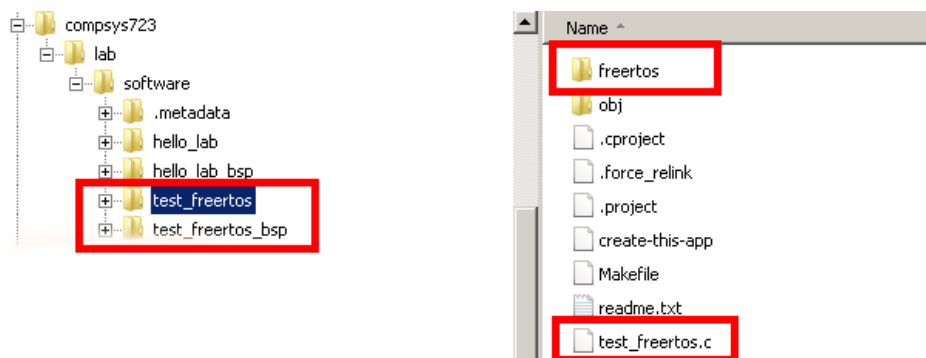 compsys723
lab
software
.metadata
hello_lab
hello_lab_bsp
test_freertos
test_freertos_bsp
Name
freertos
obj
.cproject
.force_relink
.project
create-this-app
Makefile
readme.txt
test_freertos.c